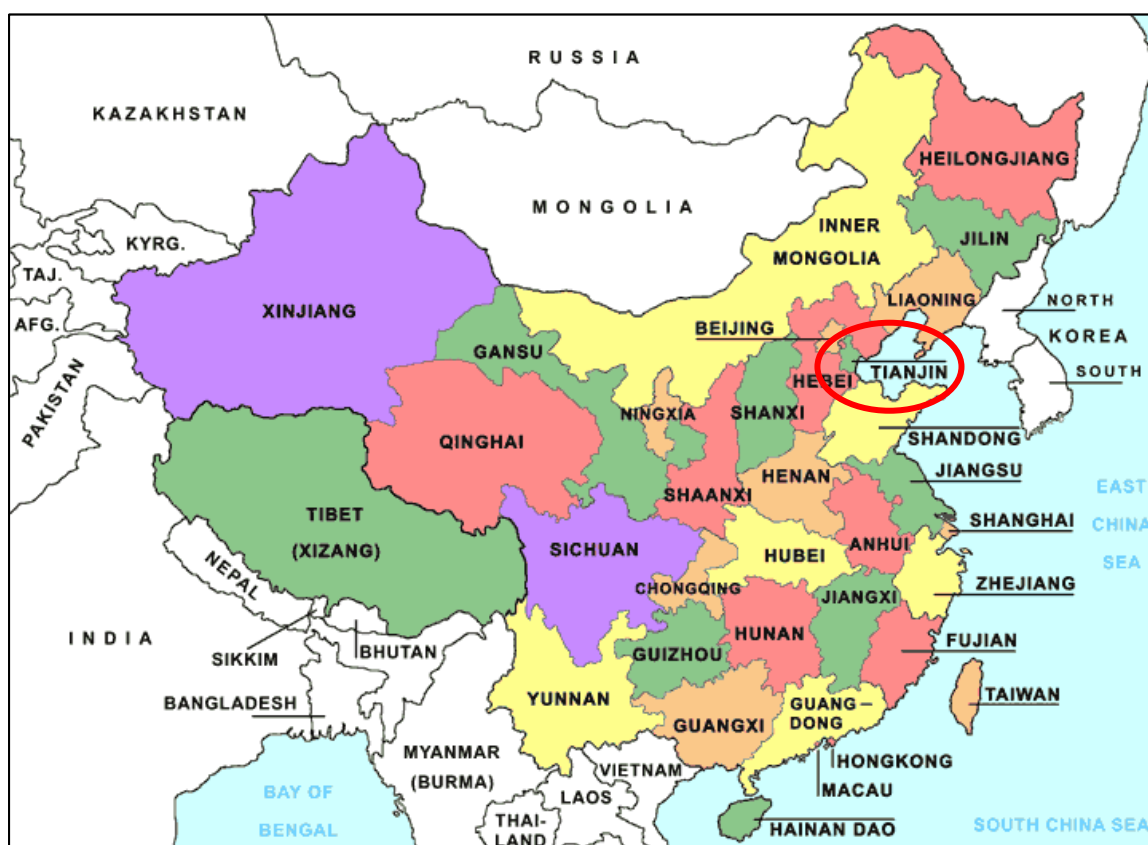 RUSSIA
KAZAKHSTAN
HEILONGJIANG
MONGOLIA
INNER
MONGOLIA
JILIN
KYRG.
TAJ.
XINJIANG
LIAONING
NORTH
AFG.
BEIJING
KOREA
GANSU
TIANJIN
SOUTH
HEBEI
PAKISTAN
NINGXIA
SHANXI
SHANDONG
QINGHAI
HENAN
JIANGSU
SHAANXI
EAST
CHINA
SEA
TIBET
(XIZANG)
SHANGHAI
SICHUAN
HUBEI
ANHUI
NEPAL
CHONGQING
JIANGXI
ZHEJIANG
INDIA
SIKKIM
BHUTAN
GUIZHOU
HUNAN
FUJIAN
BANGLADESH
YUNNAN
GUANGXI
GUANG–
DONG
TAIWAN
MYANMAR
(BURMA)
VIETNAM
HONGKONG
LAOS
MACAU
BAY OF
BENGAL
THAI-
LAND
HAINAN DAO
SOUTH CHINA SEA